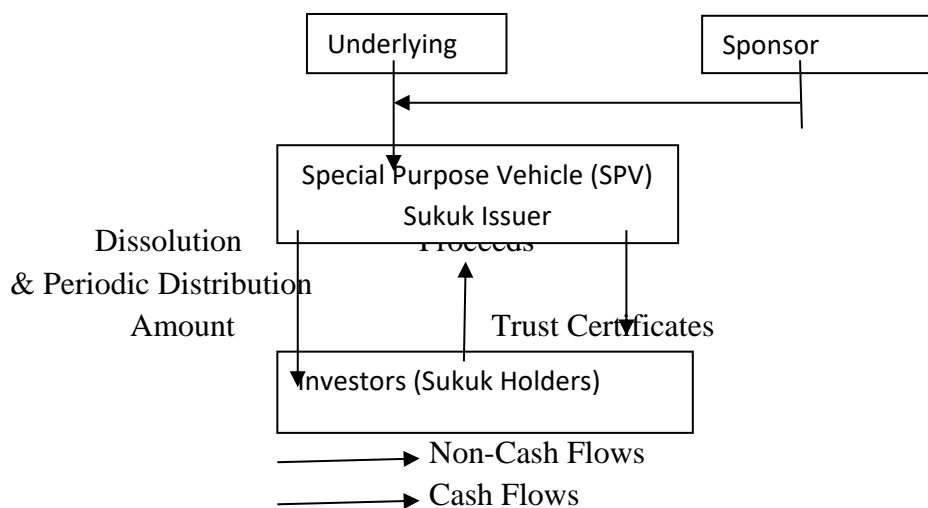 Underlying
Sponsor
Special Purpose Vehicle (SPV)
Sukuk Issuer
Dissolution
& Periodic Distribution
Amount
Proceeds
Trust Certificates
Investors (Sukuk Holders)
Non-Cash Flows
Cash Flows